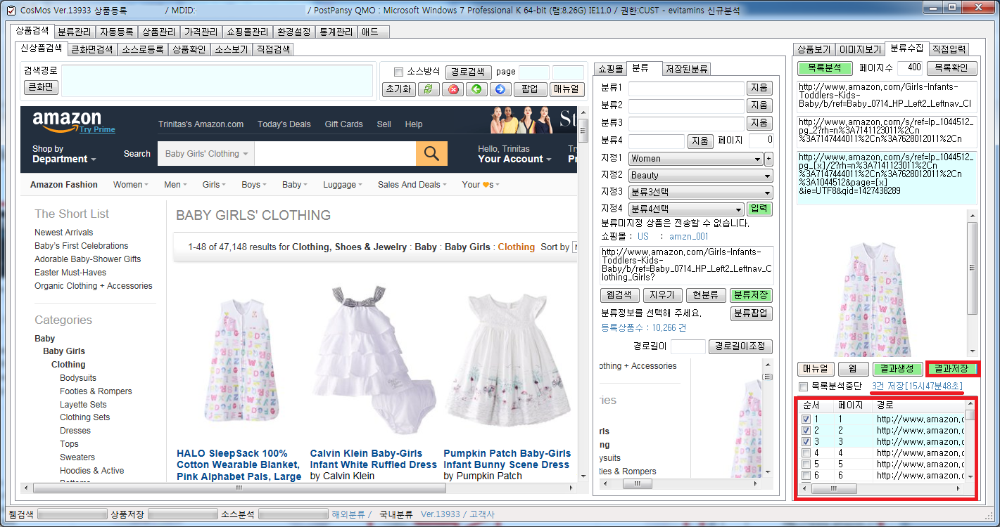 CosMos Ver.13933 상품등록 / MDID: / PostPansy QMO : Microsoft Windows 7 Professional K 64-bit (램:8.26G) IE11.0 / 권한:CUST - evitamins 신규분석
상품검색 분류관리 자동등록 상품관리 가격관리 쇼핑몰관리 환경설정 통계관리 애드
신상품검색 큰화면검색 소스로등록 상품확인 소스보기 직접검색
검색경로
큰화면
소스방식 경로검색 page
초기화 팝업 매뉴얼
amazon
Try Prime
Trinitas's Amazon.com Today's Deals Gift Cards Sell Help
St
Shop by
Department
Search Baby Girls' Clothing
Hello, Trinitas
Your Account
Try
Pr
Amazon Fashion Women Men Girls Boys Baby Luggage Sales And Deals Your s
The Short List
Newest Arrivals
Baby's First Celebrations
Adorable Baby-Shower Gifts
Easter Must-Haves
Organic Clothing + Accessories
Categories
Baby
Baby Girls
Clothing
Bodysuits
Footies & Rompers
Layette Sets
Clothing Sets
Dresses
Tops
Sweaters
Hoodies & Active
BABY GIRLS' CLOTHING
1-48 of 47,148 results for Clothing, Shoes & Jewelry : Baby : Baby Girls : Clothing Sort by
HALO SleepSack 100%
Cotton Wearable Blanket,
Pink Alphabet Pals, Large
Calvin Klein Baby-Girls
Infant White Ruffled Dress
by Calvin Klein
Pumpkin Patch Baby-Girls
Infant Bunny Scene Dress
by Pumpkin Patch
쇼핑몰 분류 저장된분류
분류1 지움
분류2 지움
분류3 지움
분류4 지움 페이지 0
지정1 Women +
지정2 Beauty
지정3 분류3선택
지정4 분류4선택 입력
분류미지정 상품은 전송할 수 없습니다.
쇼핑몰 : US : amzn_001
http://www.amazon.com/Girls-Infants-
Toddlers-Kids-
Baby/b/ref=Baby_0714_HP_Left2_Leftnav_C
lothing_Girls?
웹검색 지우기 현분류 분류저장
분류정보를 선택해 주세요. 분류팝업
등록상품수 : 10,266 건
경로길이 경로길이조정
othing + Accessories
ries
rls
ng
ysuits
oties & Rompers
상품보기 이미지보기 분류수집 직접입력
목록분석 페이지수 400 목록확인
http://www.amazon.com/Girls-Infants-
Toddlers-Kids-
Baby/b/ref=Baby_0714_HP_Left2_Leftnav_Cl
http://www.amazon.com/s/ref=lp_1044512_
pg_2?rh=n%3A7141123011%2Cn
%3A7147444011%2Cn%3A7628012011%2Cn
http://www.amazon.com/s/ref=lp_1044512_
pg_[x]/2?rh=n%3A7141123011%2Cn
%3A7147444011%2Cn%3A7628012011%2Cn
%3A1044512&page=[x]
&ie=UTF8&qid=1427438289
매뉴얼 웹 결과생성 결과저장
목록분석중단 3건 저장[15시47분48초]
순서 페이지 경로
1 1 http://www.amazon.c
2 2 http://www.amazon.c
3 3 http://www.amazon.c
4 4 http://www.amazon.c
5 5 http://www.amazon.c
6 6 http://www.amazon.c
웹검색 상품저장 소스분석 해외분류 / 국내분류 Ver.13933 / 고객사